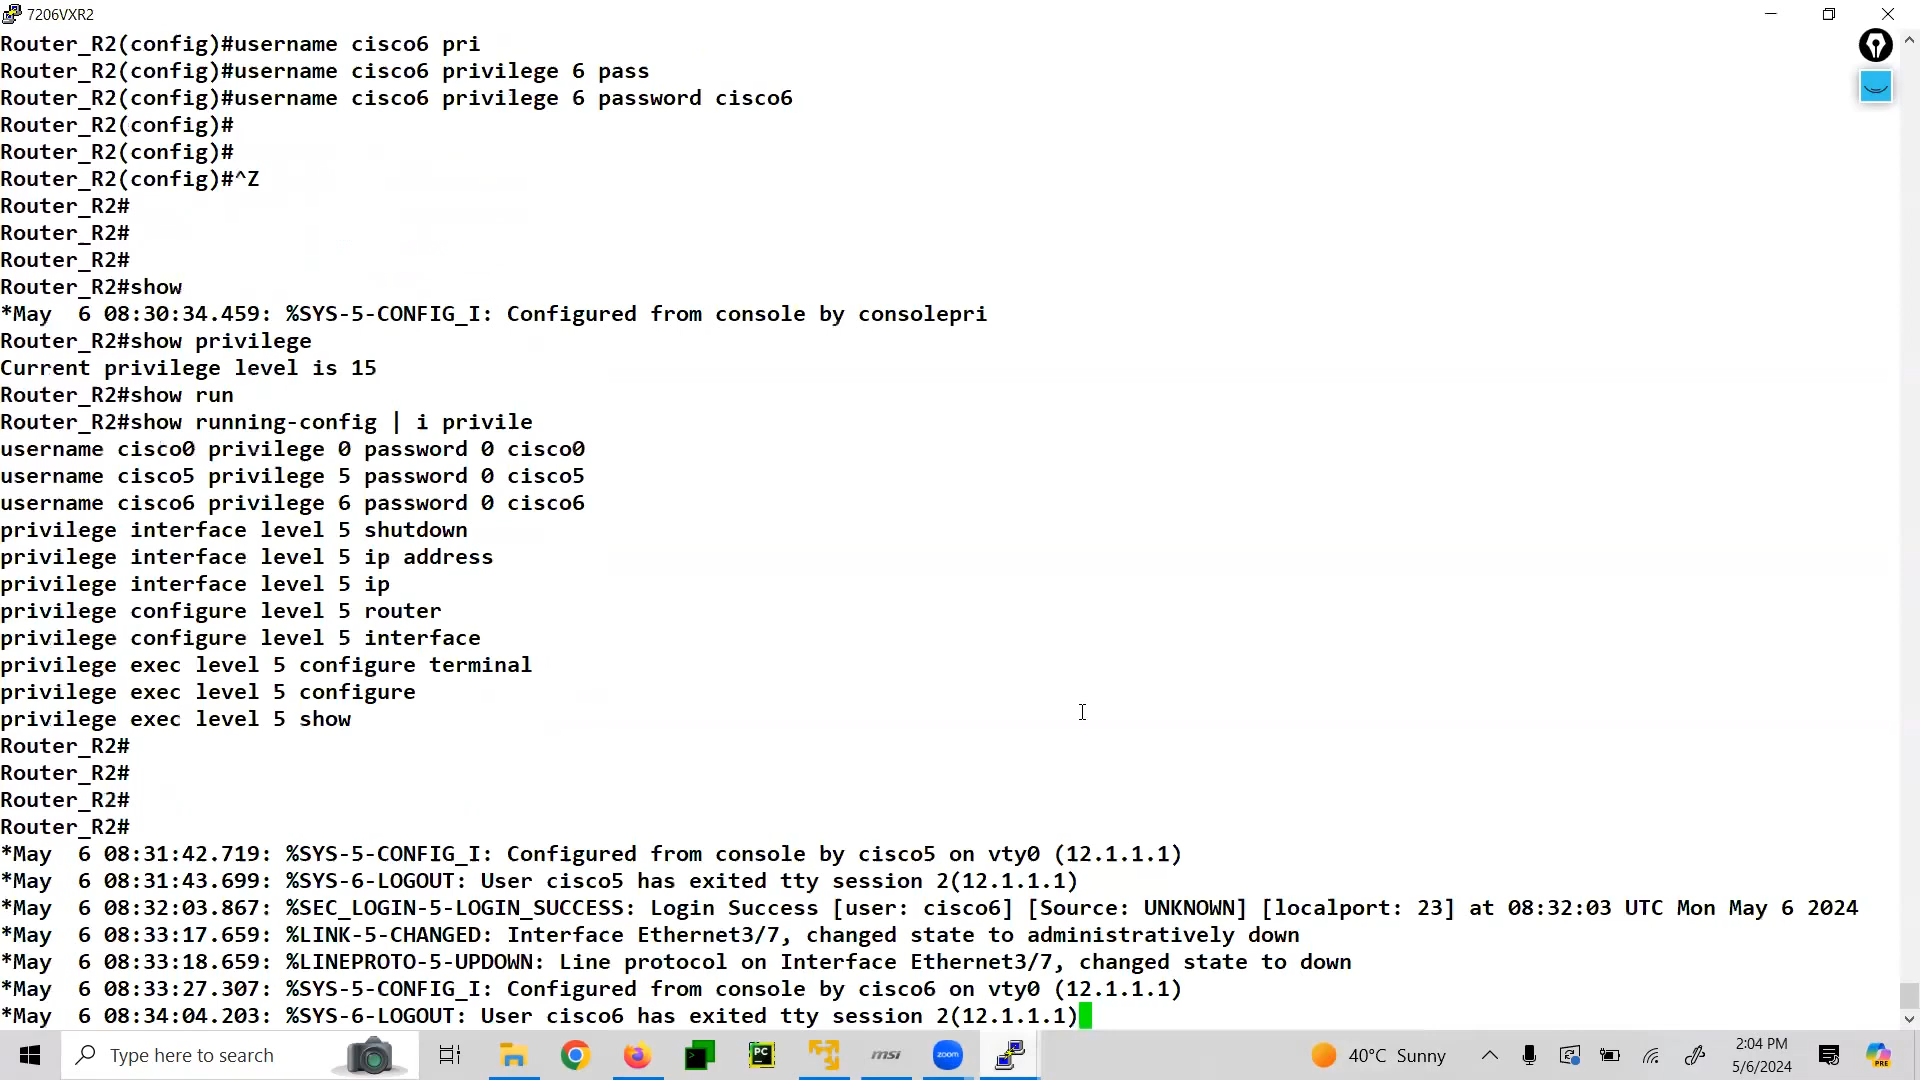 7206VXR2
Router_R2(config)#username cisco6 pri
Router_R2(config)#username cisco6 privilege 6 pass
Router_R2(config)#username cisco6 privilege 6 password cisco6
Router_R2(config)#
Router_R2(config)#
Router_R2(config)#^Z
Router_R2#
Router_R2#
Router_R2#
Router_R2#show
*May  6 08:30:34.459: %SYS-5-CONFIG_I: Configured from console by consolepri
Router_R2#show privilege
Current privilege level is 15
Router_R2#show run
Router_R2#show running-config | i privile
username cisco0 privilege 0 password 0 cisco0
username cisco5 privilege 5 password 0 cisco5
username cisco6 privilege 6 password 0 cisco6
privilege interface level 5 shutdown
privilege interface level 5 ip address
privilege interface level 5 ip
privilege configure level 5 router
privilege configure level 5 interface
privilege exec level 5 configure terminal
privilege exec level 5 configure
privilege exec level 5 show
Router_R2#
Router_R2#
Router_R2#
Router_R2#
*May  6 08:31:42.719: %SYS-5-CONFIG_I: Configured from console by cisco5 on vty0 (12.1.1.1)
*May  6 08:31:43.699: %SYS-6-LOGOUT: User cisco5 has exited tty session 2(12.1.1.1)
*May  6 08:32:03.867: %SEC_LOGIN-5-LOGIN_SUCCESS: Login Success [user: cisco6] [Source: UNKNOWN] [localport: 23] at 08:32:03 UTC Mon May 6 2024
*May  6 08:33:17.659: %LINK-5-CHANGED: Interface Ethernet3/7, changed state to administratively down
*May  6 08:33:18.659: %LINEPROTO-5-UPDOWN: Line protocol on Interface Ethernet3/7, changed state to down
*May  6 08:33:27.307: %SYS-5-CONFIG_I: Configured from console by cisco6 on vty0 (12.1.1.1)
*May  6 08:34:04.203: %SYS-6-LOGOUT: User cisco6 has exited tty session 2(12.1.1.1)
Type here to search
PC
msi
zoom
40°C Sunny
2:04 PM
5/6/2024
PRE